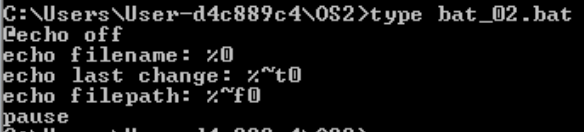 C:\Users\User-d4c889c4\OS2>type bat_02.bat
@echo off
echo filename: %0
echo last change: %~t0
echo filepath: %~f0
pause